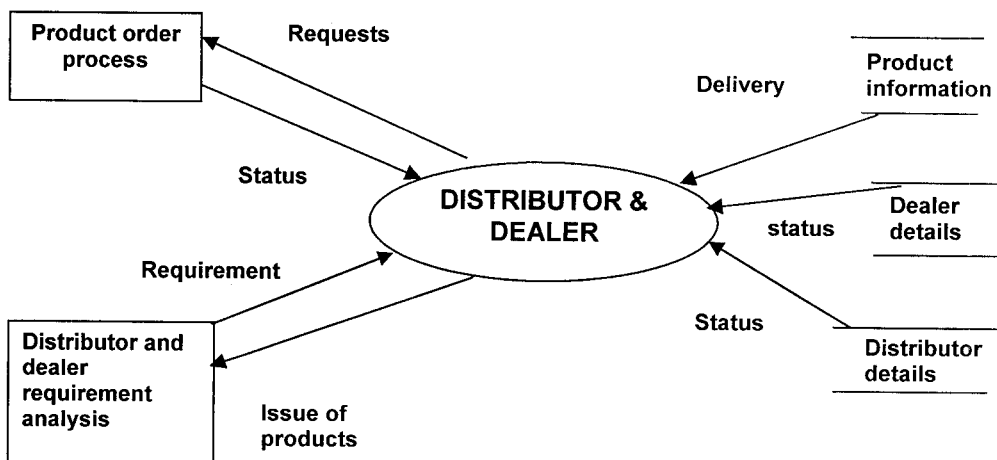 Product order
process
Requests
Delivery
Product
information
Status
DISTRIBUTOR &
DEALER
status
Dealer
details
Requirement
Status
Distributor and
dealer
requirement
analysis
Distributor
details
Issue of
products